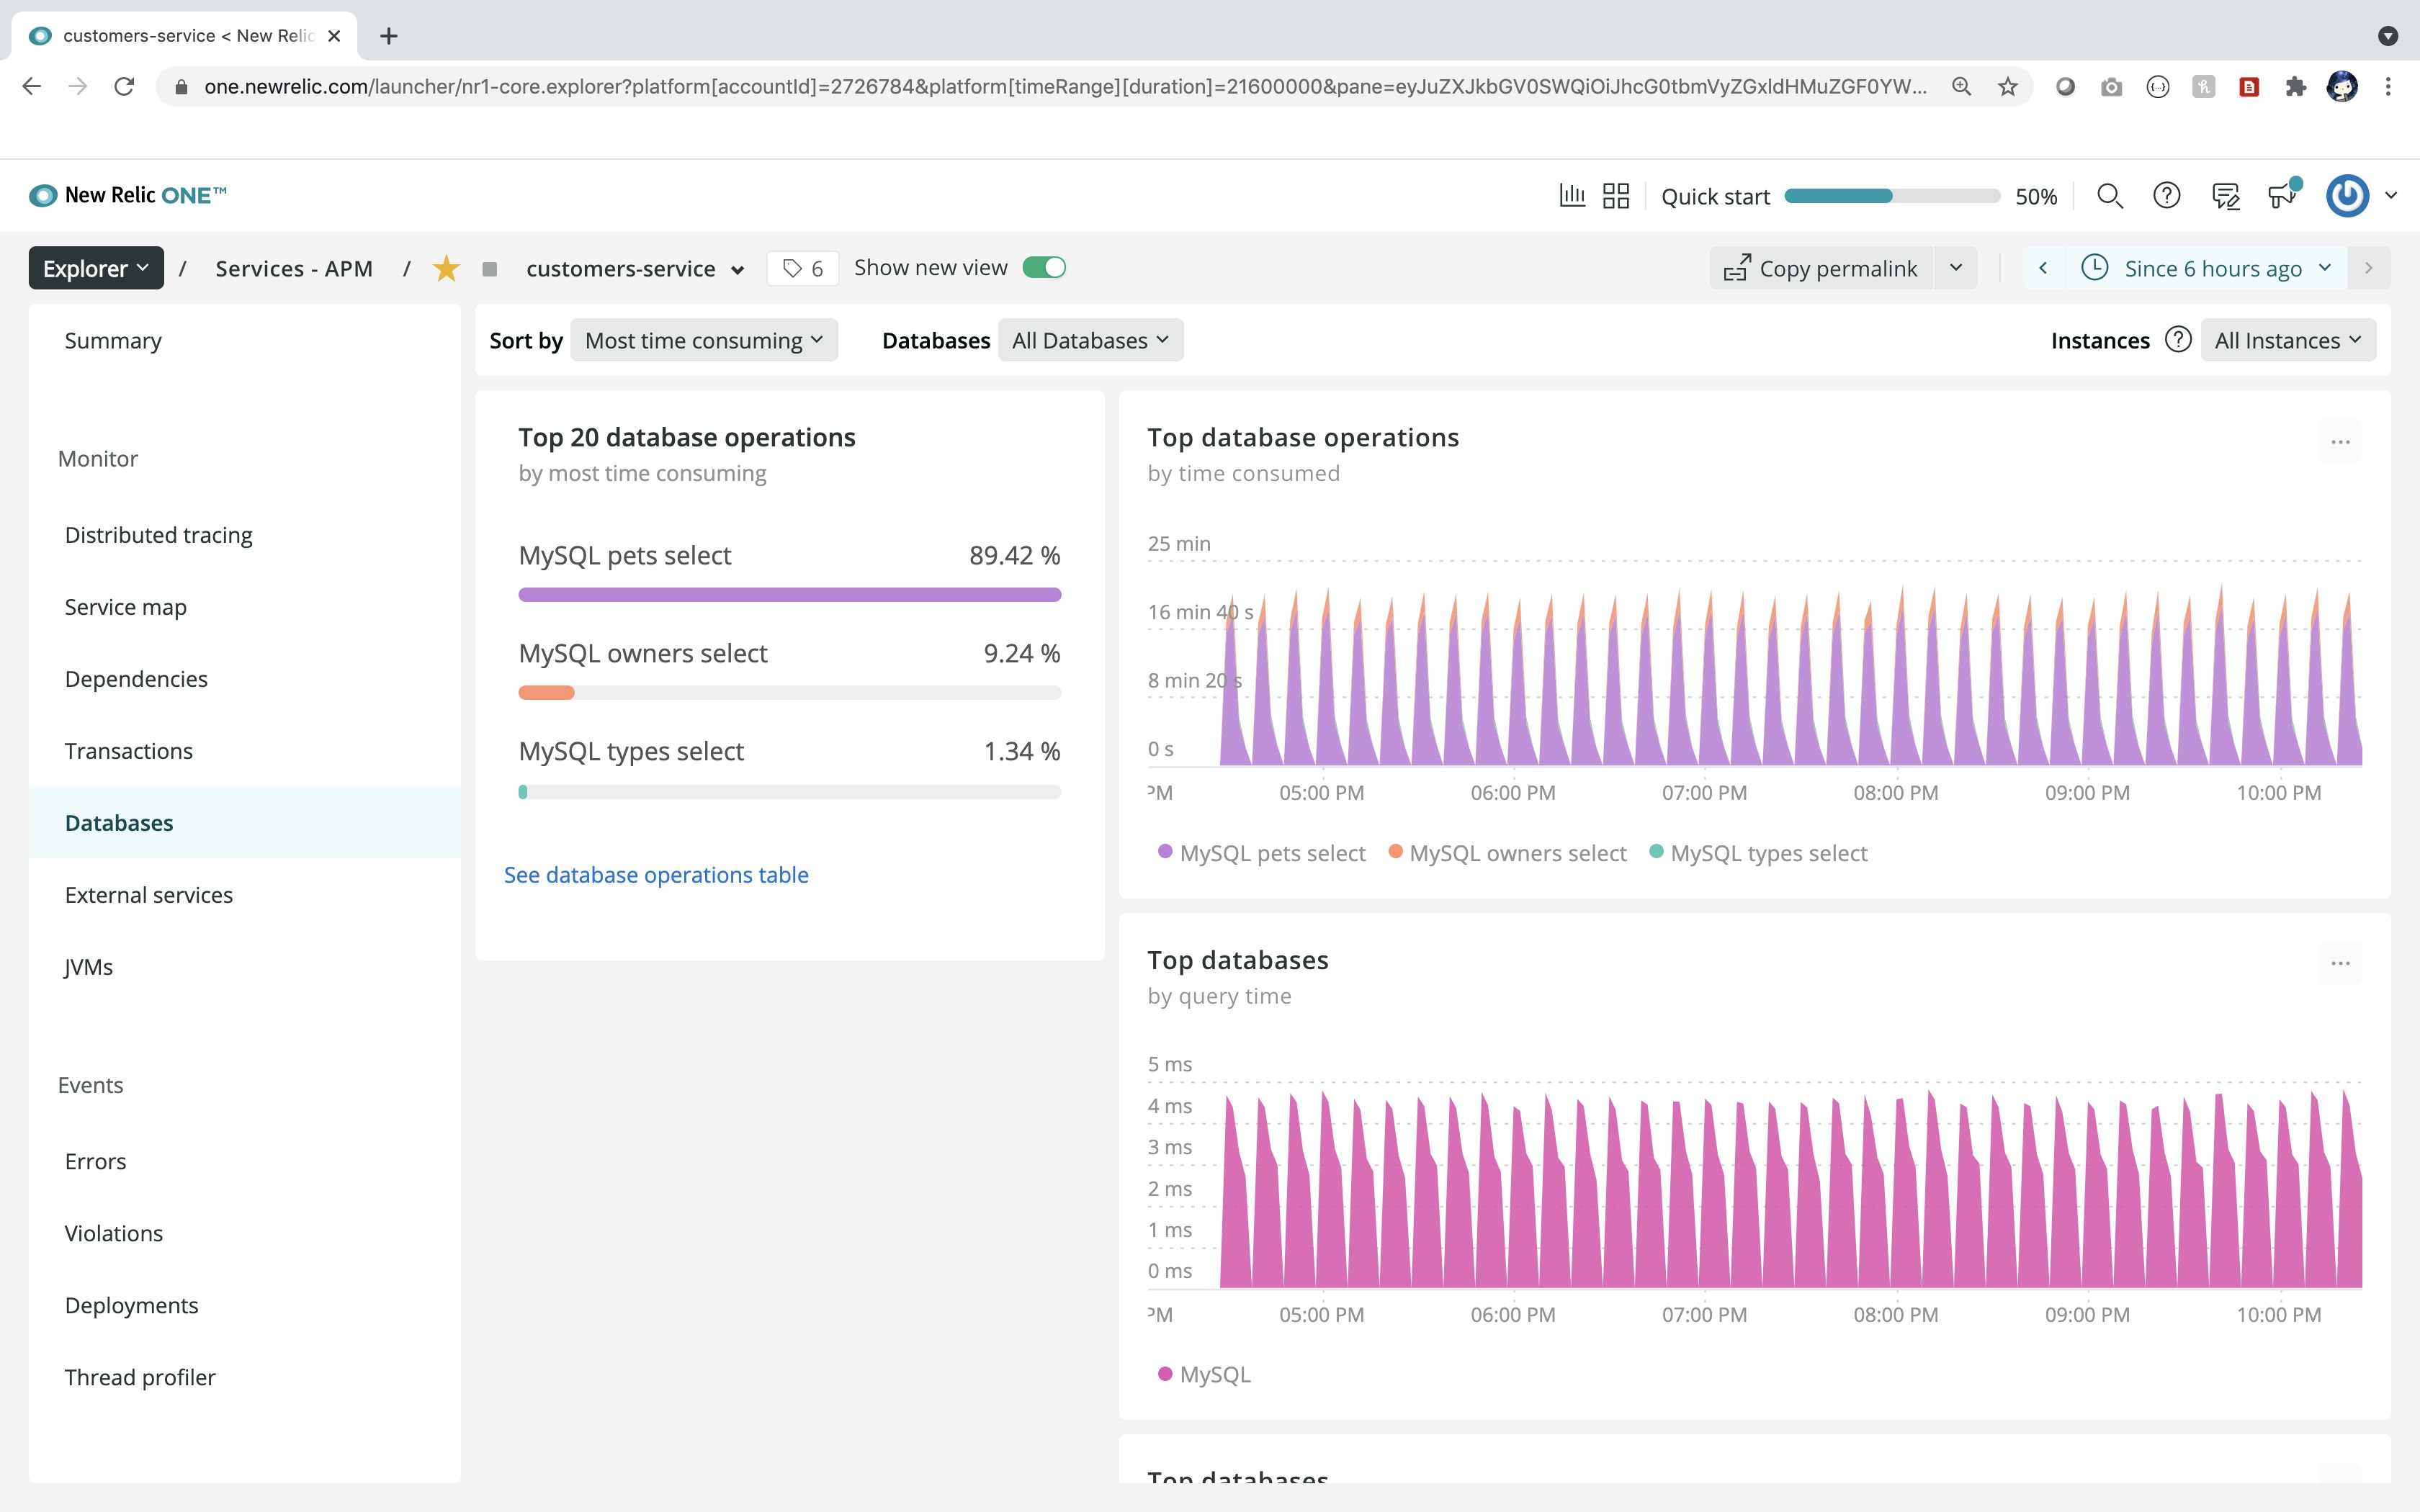 customers-service < New Relic
one.newrelic.com/launcher/nr1-core.explorer?platform[accountId]=2726784&platform[timeRange][duration]=21600000&pane=eyJuZXJkbGV0SWQiOiJhcG0tbmVyZGxldHMuZGF0YW...
New Relic ONE™
Quick start 50%
Explorer / Services - APM / customers-service 6 Show new view
Copy permalink Since 6 hours ago
Summary
Monitor
Distributed tracing
Service map
Dependencies
Transactions
Databases
External services
JVMs
Events
Errors
Violations
Deployments
Thread profiler
Sort by Most time consuming Databases All Databases
Instances ? All Instances
Top 20 database operations
by most time consuming
MySQL pets select 89.42 %
MySQL owners select 9.24 %
MySQL types select 1.34 %
See database operations table
Top database operations
by time consumed
25 min
16 min 40 s
8 min 20 s
0 s
PM 05:00 PM 06:00 PM 07:00 PM 08:00 PM 09:00 PM 10:00 PM
MySQL pets select MySQL owners select MySQL types select
Top databases
by query time
5 ms
4 ms
3 ms
2 ms
1 ms
0 ms
PM 05:00 PM 06:00 PM 07:00 PM 08:00 PM 09:00 PM 10:00 PM
MySQL
Top databases